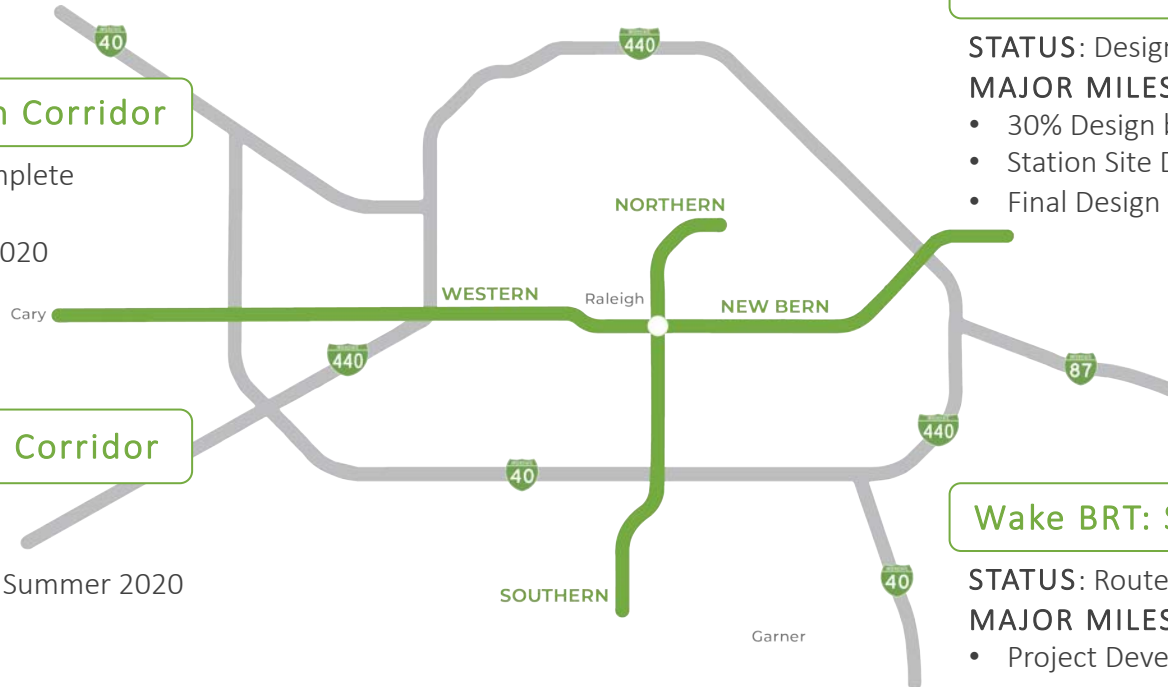 40
440
n Corridor
nplete
020
STATUS: Design
MAJOR MILES
• 30% Design b
• Station Site D
• Final Design
NORTHERN
WESTERN
Raleigh
NEW BERN
Cary
440
87
440
Corridor
40
Wake BRT: S
Summer 2020
SOUTHERN
40
STATUS: Route
MAJOR MILES
• Project Deve
Garner